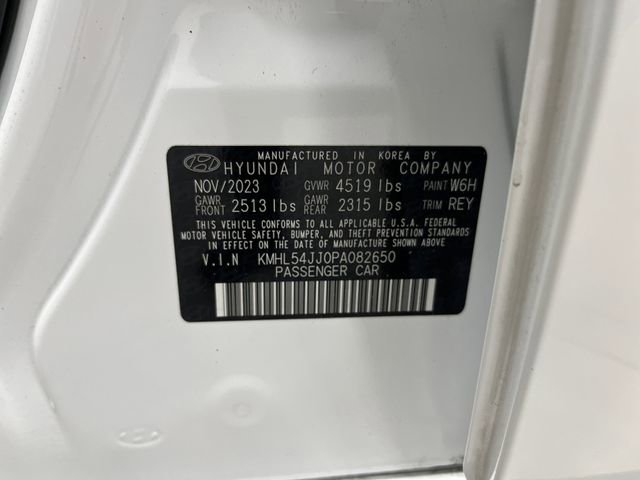 MANUFACTURED IN KOREA BY
HYUNDAI MOTOR COMPANY
NOV/2023 GVWR 4519 lbs PAINT W6H
GAWR FRONT 2513 lbs GAWR REAR 2315 lbs TRIM REY
THIS VEHICLE CONFORMS TO ALL APPLICABLE U.S.A. FEDERAL
MOTOR VEHICLE SAFETY, BUMPER, AND THEFT PREVENTION STANDARDS
IN EFFECT ON THE DATE OF MANUFACTURE SHOWN ABOVE.
V.I.N KMHL54JJ0PA082650
PASSENGER CAR